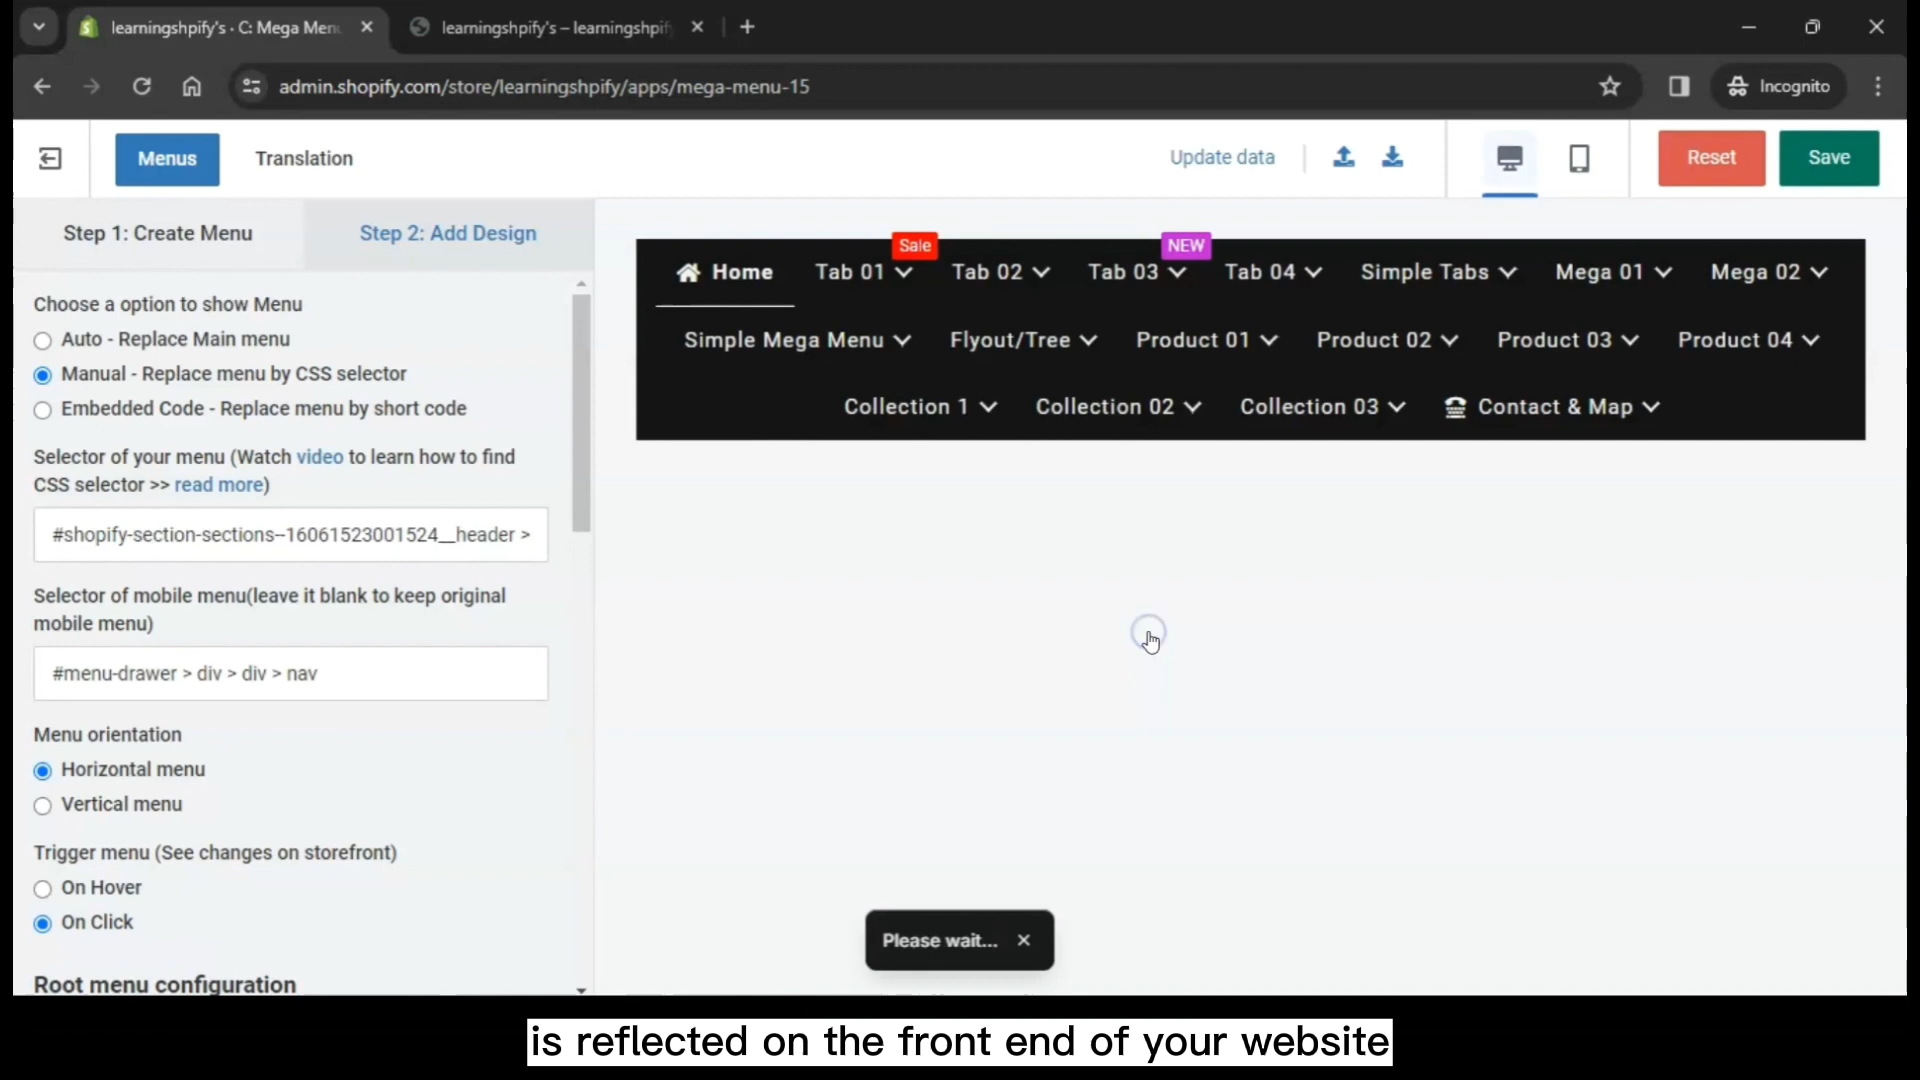 learningshpify's · C: Mega Men
learningshpify's – learningshpif
admin.shopify.com/store/learningshpify/apps/mega-menu-15
Incognito
Menus
Translation
Update data
Reset
Save
Step 1: Create Menu
Step 2: Add Design
Choose a option to show Menu
Auto - Replace Main menu
Manual - Replace menu by CSS selector
Embedded Code - Replace menu by short code
Selector of your menu (Watch video to learn how to find
CSS selector >> read more)
#shopify-section-sections--16061523001524__header >
Selector of mobile menu(leave it blank to keep original
mobile menu)
#menu-drawer > div > div > nav
Menu orientation
Horizontal menu
Vertical menu
Trigger menu (See changes on storefront)
On Hover
On Click
Root menu configuration
Sale
NEW
Home Tab 01 Tab 02 Tab 03 Tab 04 Simple Tabs Mega 01 Mega 02
Simple Mega Menu Flyout/Tree Product 01 Product 02 Product 03 Product 04
Collection 1 Collection 02 Collection 03 Contact & Map
Please wait...
is reflected on the front end of your website